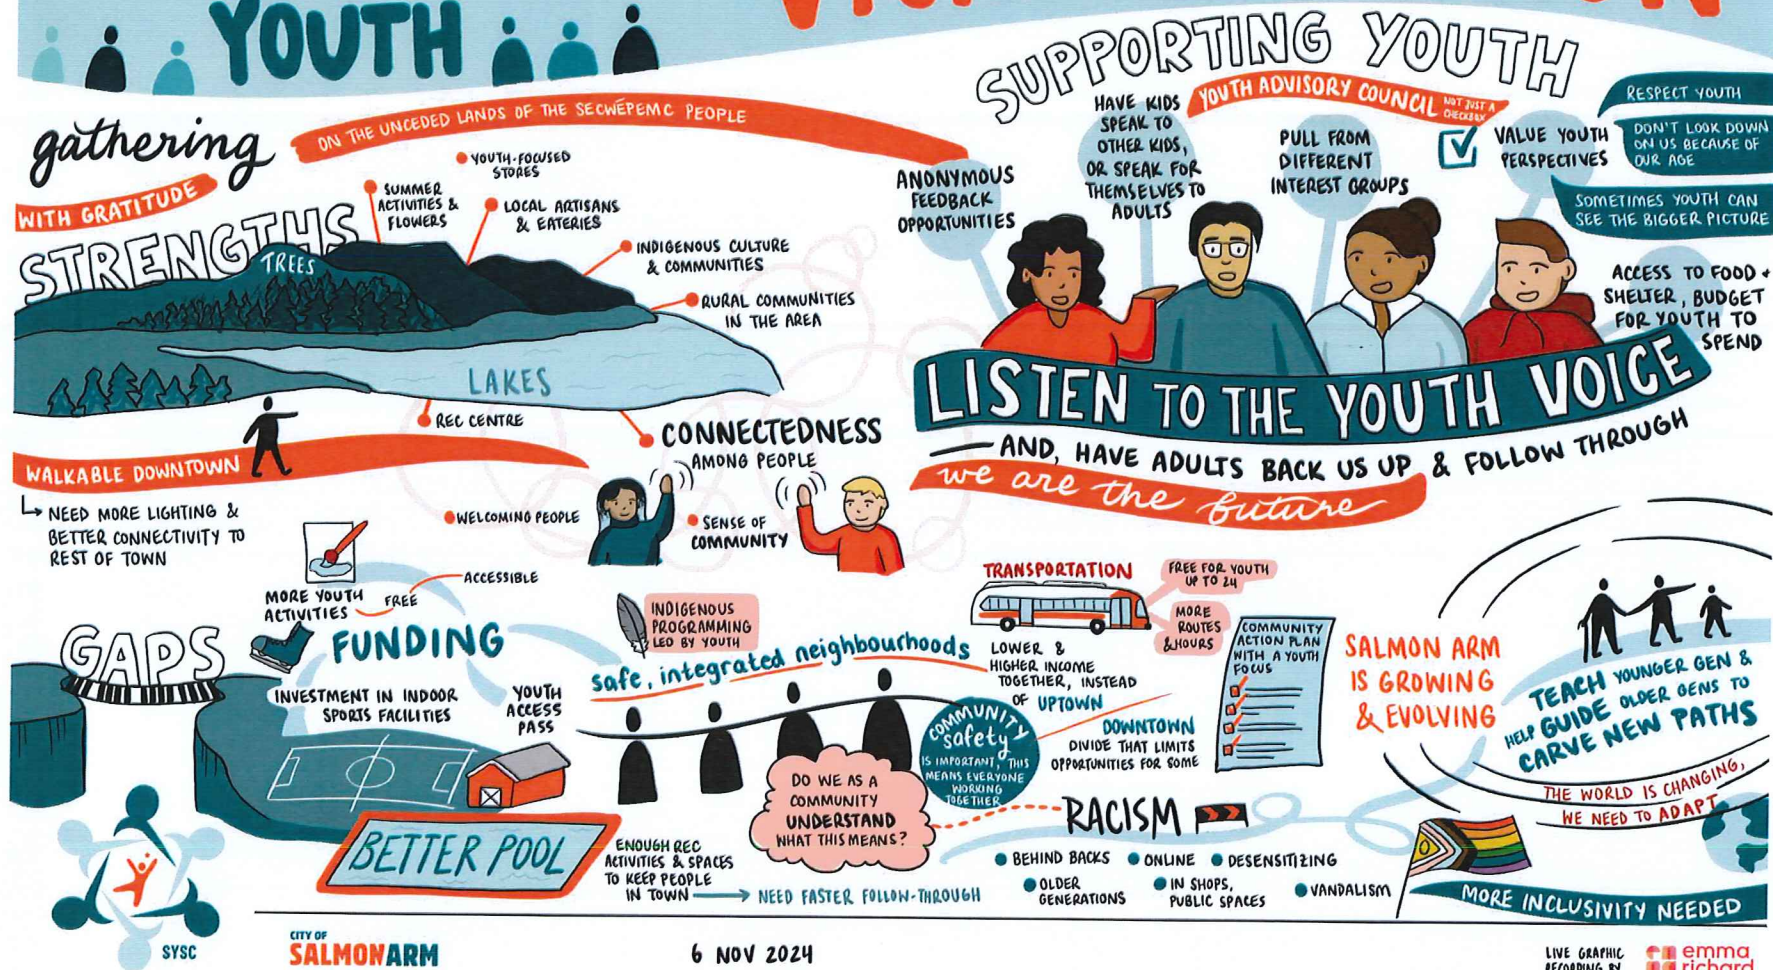 YOUTH
gathering
ON THE UNCEDED LANDS OF THE SECWÉPEMC PEOPLE
WITH GRATITUDE
STRENGTHS
TREES
SUMMER
ACTIVITIES &
FLOWERS
YOUTH-FOCUSED
STORES
LOCAL ARTISANS
& EATERIES
INDIGENOUS CULTURE
& COMMUNITIES
RURAL COMMUNITIES
IN THE AREA
LAKES
REC CENTRE
CONNECTEDNESS
AMONG PEOPLE
WALKABLE DOWNTOWN
NEED MORE LIGHTING &
BETTER CONNECTIVITY TO
REST OF TOWN
WELCOMING PEOPLE
SENSE OF
COMMUNITY
SUPPORTING YOUTH
YOUTH ADVISORY COUNCIL NOT JUST A
CHECKBOX
ANONYMOUS
FEEDBACK
OPPORTUNITIES
HAVE KIDS
SPEAK TO
OTHER KIDS,
OR SPEAK FOR
THEMSELVES TO
ADULTS
PULL FROM
DIFFERENT
INTEREST GROUPS
VALUE YOUTH
PERSPECTIVES
RESPECT YOUTH
DON'T LOOK DOWN
ON US BECAUSE OF
OUR AGE
SOMETIMES YOUTH CAN
SEE THE BIGGER PICTURE
ACCESS TO FOOD +
SHELTER, BUDGET
FOR YOUTH TO
SPEND
LISTEN TO THE YOUTH VOICE
AND, HAVE ADULTS BACK US UP & FOLLOW THROUGH
we are the future
GAPS
MORE YOUTH
ACTIVITIES
FREE
ACCESSIBLE
FUNDING
INVESTMENT IN INDOOR
SPORTS FACILITIES
YOUTH
ACCESS
PASS
BETTER POOL
ENOUGH REC
ACTIVITIES & SPACES
TO KEEP PEOPLE
IN TOWN
NEED FASTER FOLLOW-THROUGH
INDIGENOUS
PROGRAMMING
LED BY YOUTH
safe, integrated neighbourhoods
LOWER &
HIGHER INCOME
TOGETHER, INSTEAD
OF UPTOWN
DOWNTOWN
DIVIDE THAT LIMITS
OPPORTUNITIES FOR SOME
TRANSPORTATION
FREE FOR YOUTH
UP TO 24
MORE
ROUTES
& HOURS
COMMUNITY
ACTION PLAN
WITH A YOUTH
FOCUS
COMMUNITY
safety
IS IMPORTANT, THIS
MEANS EVERYONE
WORKING
TOGETHER
DO WE AS A
COMMUNITY
UNDERSTAND
WHAT THIS MEANS?
RACISM
BEHIND BACKS
ONLINE
DESENSITIZING
OLDER
GENERATIONS
IN SHOPS,
PUBLIC SPACES
VANDALISM
SALMON ARM
IS GROWING
& EVOLVING
TEACH YOUNGER GEN &
HELP GUIDE OLDER GENS TO
CARVE NEW PATHS
THE WORLD IS CHANGING,
WE NEED TO ADAPT
MORE INCLUSIVITY NEEDED
SYSC
CITY OF
SALMONARM
6 NOV 2024
LIVE GRAPHIC
RECORDING BY
emma
richard